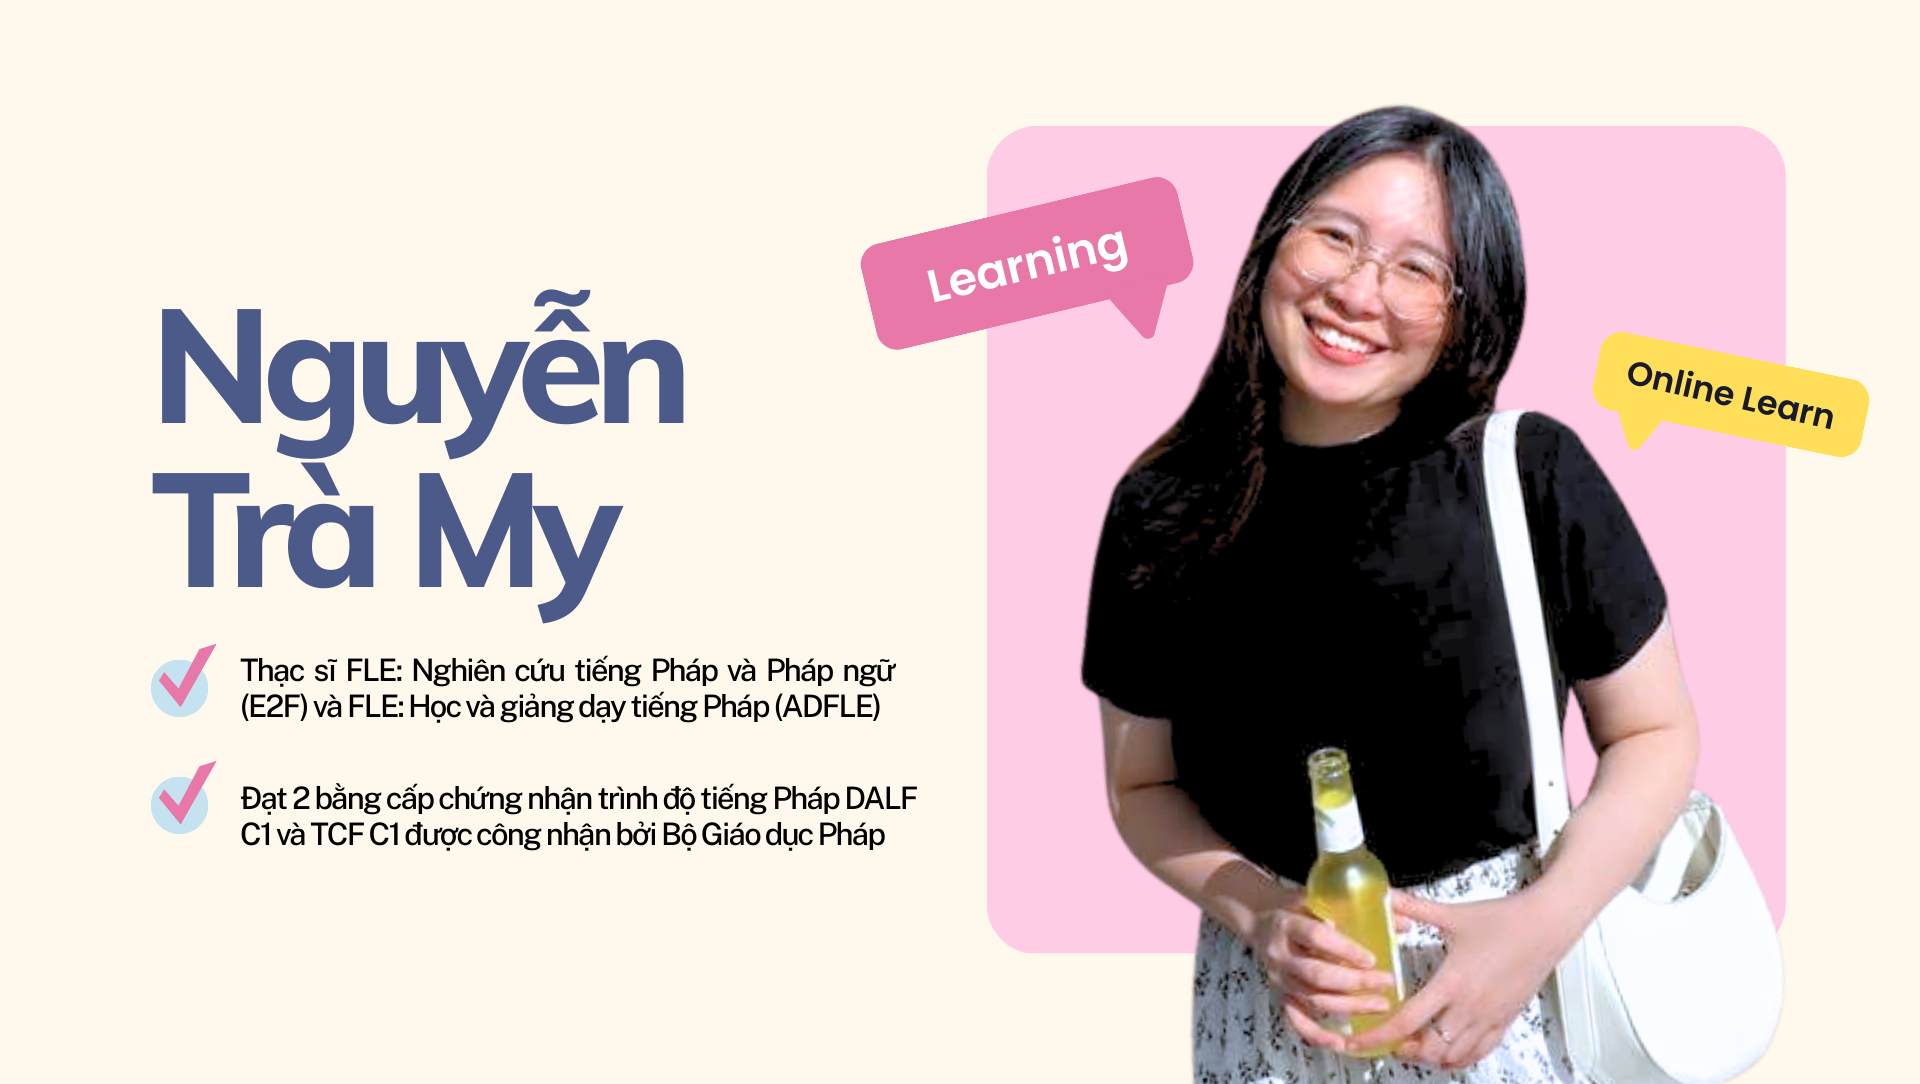 Nguyễn
Trà My
Thạc sĩ FLE: Nghiên cứu tiếng Pháp và Pháp ngữ
(E2F) và FLE: Học và giảng dạy tiếng Pháp (ADFLE)
Đạt 2 bằng cấp chứng nhận trình độ tiếng Pháp DALF
C1 và TCF C1 được công nhận bởi Bộ Giáo dục Pháp
Learning
Online Learn